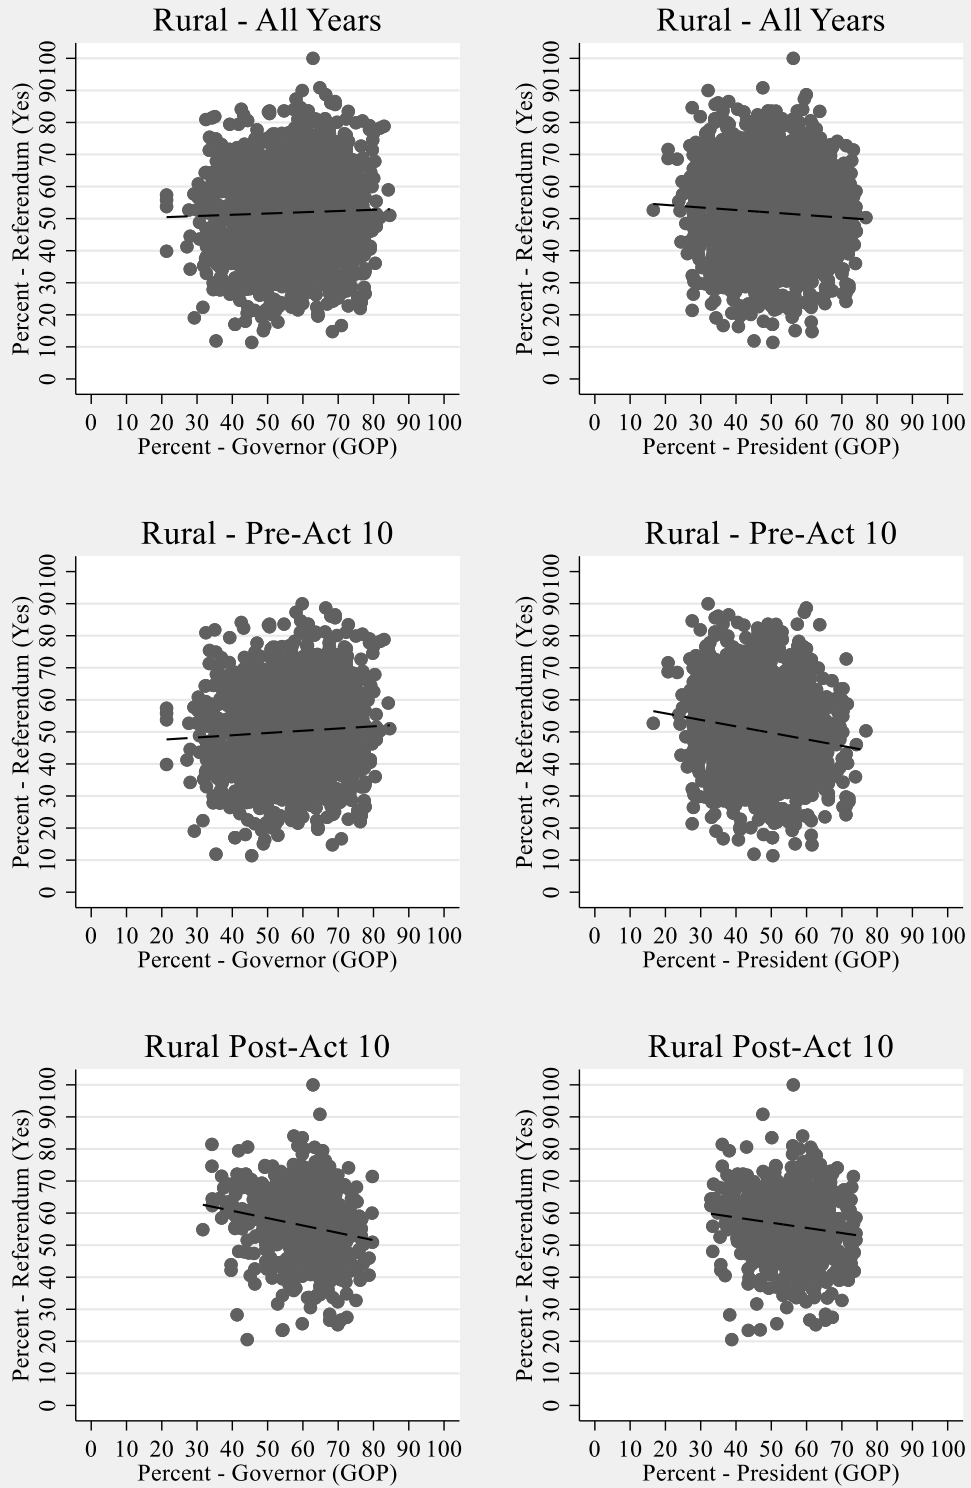 Rural - All Years
Percent - Referendum (Yes)
0 10 20 30 40 50 60 70 80 90 100
0 10 20 30 40 50 60 70 80 90 100
Percent - Governor (GOP)
Rural - All Years
Percent - Referendum (Yes)
0 10 20 30 40 50 60 70 80 90 100
0 10 20 30 40 50 60 70 80 90 100
Percent - President (GOP)
Rural - Pre-Act 10
Percent - Referendum (Yes)
0 10 20 30 40 50 60 70 80 90 100
0 10 20 30 40 50 60 70 80 90 100
Percent - Governor (GOP)
Rural - Pre-Act 10
Percent - Referendum (Yes)
0 10 20 30 40 50 60 70 80 90 100
0 10 20 30 40 50 60 70 80 90 100
Percent - President (GOP)
Rural Post-Act 10
Percent - Referendum (Yes)
0 10 20 30 40 50 60 70 80 90 100
0 10 20 30 40 50 60 70 80 90 100
Percent - Governor (GOP)
Rural Post-Act 10
Percent - Referendum (Yes)
0 10 20 30 40 50 60 70 80 90 100
0 10 20 30 40 50 60 70 80 90 100
Percent - President (GOP)